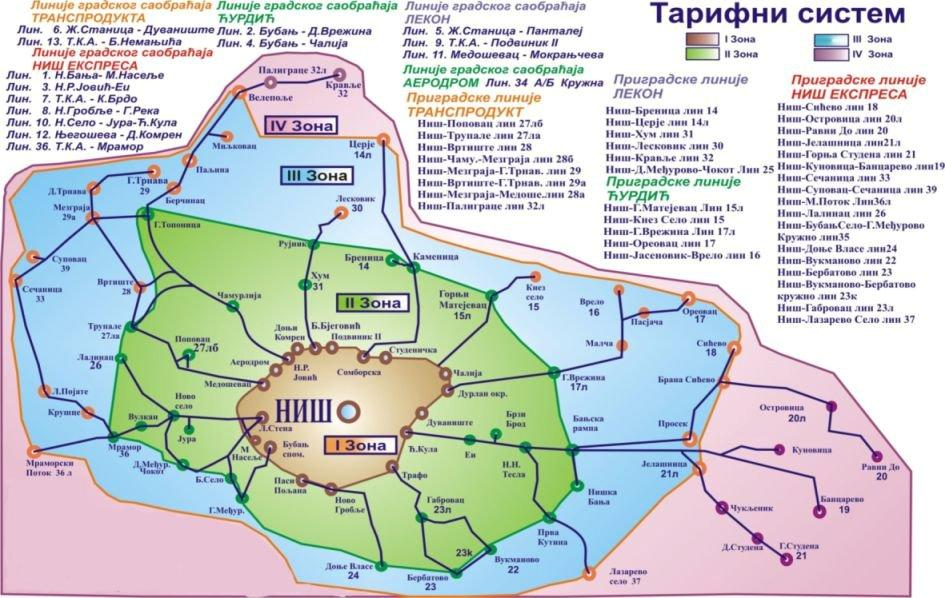 Тарифни систем
I Зона
II Зона
III Зона
IV Зона
Линије градског саобраћаја
ТРАНСПРОДУКТА
Лин. 6. Ж.Станица - Дуваниште
Лин. 13. Т.К.А. - Б.Немањића
Линије градског саобраћаја
НИШ ЕКСПРЕСА
Лин. 1. Н.Бања- М.Насеље
Лин. 3. Н.Р.Јовић-Еи
Лин. 7. Т.К.А. - К.Брдо
Лин. 8. Н.Гробље - Г.Река
Лин. 10. Н.Село - Јура-Ћ.Кула
Лин. 12. Његошева - Д.Комрен
Лин. 36. Т.К.А. - Мрамор
Линије градског саобраћаја
ЋУРДИЋ
Лин. 2. Бубањ - Д.Врежина
Лин. 4. Бубањ - Чалија
Линије градског саобраћаја
ЛЕКОН
Лин. 5. Ж.Станица - Пантелеј
Лин. 9. Т.К.А. - Подвиник II
Лин. 11. Медошевац - Мокрањчева
Линије градског саобраћаја
АЕРОДРОМ Лин. 34 А/Б Кружна
Приградске линије
ТРАНСПРОДУКТ
Ниш-Поповац лин 27лб
Ниш-Трупале лин 27ла
Ниш-Вртиште лин 28
Ниш-Чаму.-Мезграја лин 28б
Ниш-Мезграја-Г.Трнав. лин 29
Ниш-Вртиште-Г.Трнав. лин 29а
Ниш-Мезграја-Медоше.лин 28а
Ниш-Палиграце лин 32л
Приградске линије
ЛЕКОН
Ниш-Бреница лин 14
Ниш-Церје лин 14л
Ниш-Хум лин 31
Ниш-Лесковик лин 30
Ниш-Кравље лин 32
Ниш-Д.Међурово-Чокот Лин 25
Приградске линије
ЋУРДИЋ
Ниш-Г.Матејевац Лин 15л
Ниш-Кнез Село лин 15
Ниш-Г.Врежина Лин 17л
Ниш-Ореовац лин 17
Ниш-Јасеновик-Врело лин 16
Приградске линије
НИШ ЕКСПРЕСА
Ниш-Сићево лин 18
Ниш-Островица лин 20л
Ниш-Равни До лин 20
Ниш-Јелашница лин21л
Ниш-Горња Студена лин 21
Ниш-Куновица-Банцарево лин19
Ниш-Сечаница лин 33
Ниш-Суповац-Сечаница лин 39
Ниш-М.Поток Лин36л
Ниш-Лалинац лин 26
Ниш-БубањСело-Г.Међурово
Кружно лин35
Ниш-Доње Власе лин24
Ниш-Вукманово лин 22
Ниш-Бербатово лин 23
Ниш-Вукманово-Бербатово
кружно лин 23к
Ниш-Габровац лин 23л
Ниш-Лазарево Село лин 37
Палиграце 32л
Кравље
32
Велепоље
IV Зона
Миљковац
Церје
14л
Паљина
III Зона
Г.Трнава
29
Д.Трнава
Берчинац
Лесковик
30
Мезграја
29а
Г.Топоница
Рујник
Суповац
39
Бреница
14
Каменица
Сечаница
33
Вртиште
28
Хум
31
Чамурлија
II Зона
Горњи
Матејевац
15л
Кнез
село
15
Врело
16
Ореовац
17
Пасјача
Трупале
27ла
Поповац
27лб
Доњи
Комрен
Б.Бјеговић
Подвиник II
Студеничка
Малча
Сићево
18
Лалинац
26
Аеродром
Н.Р.
Јовић
Сомборска
Чалија
Медошевац
Дурлан окр.
Г.Врежина
17л
Брана Сићево
Л.Појате
Ново
село
НИШ
Островица
20л
Крушце
Вулкан
Јура
Л.Стена
Дуваниште
Брзи
Брод
Бањска
рампа
Просек
I Зона
Мрамор
36
М
Насеље
Бубањ
спом.
Ћ.Кула
Еи
Куновица
Мраморски
Поток 36 л
Д.Међур.
Чокот
Н.Н.
Тесла
Јелашница
21л
Равни До
20
Б.Село
Паси
Пољана
Трафо
Нишка
Бања
Г.Међур.
Ново
Гробље
Габровац
23л
Банцарево
19
Чукљеник
Прва
Кутина
Д.Студена
Г.Студена
21
23k
Вукманово
22
Доње Власе
24
Бербатово
23
Лазарево
село 37